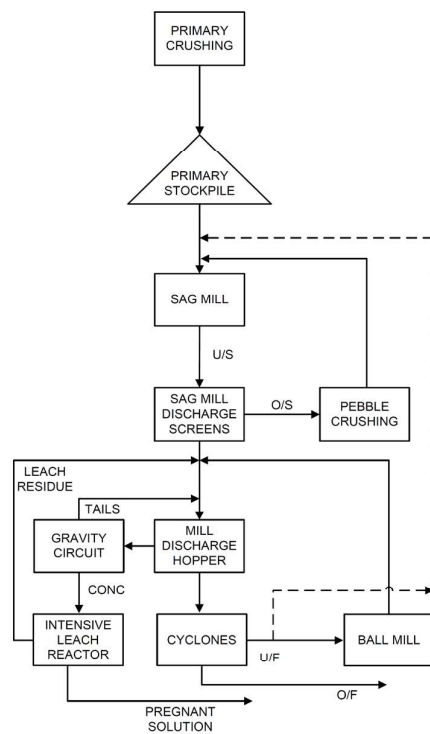 PRIMARY
CRUSHING
PRIMARY
STOCKPILE
SAG MILL
U/S
SAG MILL
DISCHARGE
SCREENS
O/S
PEBBLE
CRUSHING
LEACH
RESIDUE
TAILS
GRAVITY
CIRCUIT
MILL
DISCHARGE
HOPPER
CONC
INTENSIVE
LEACH
REACTOR
CYCLONES
U/F
BALL MILL
O/F
PREGNANT
SOLUTION